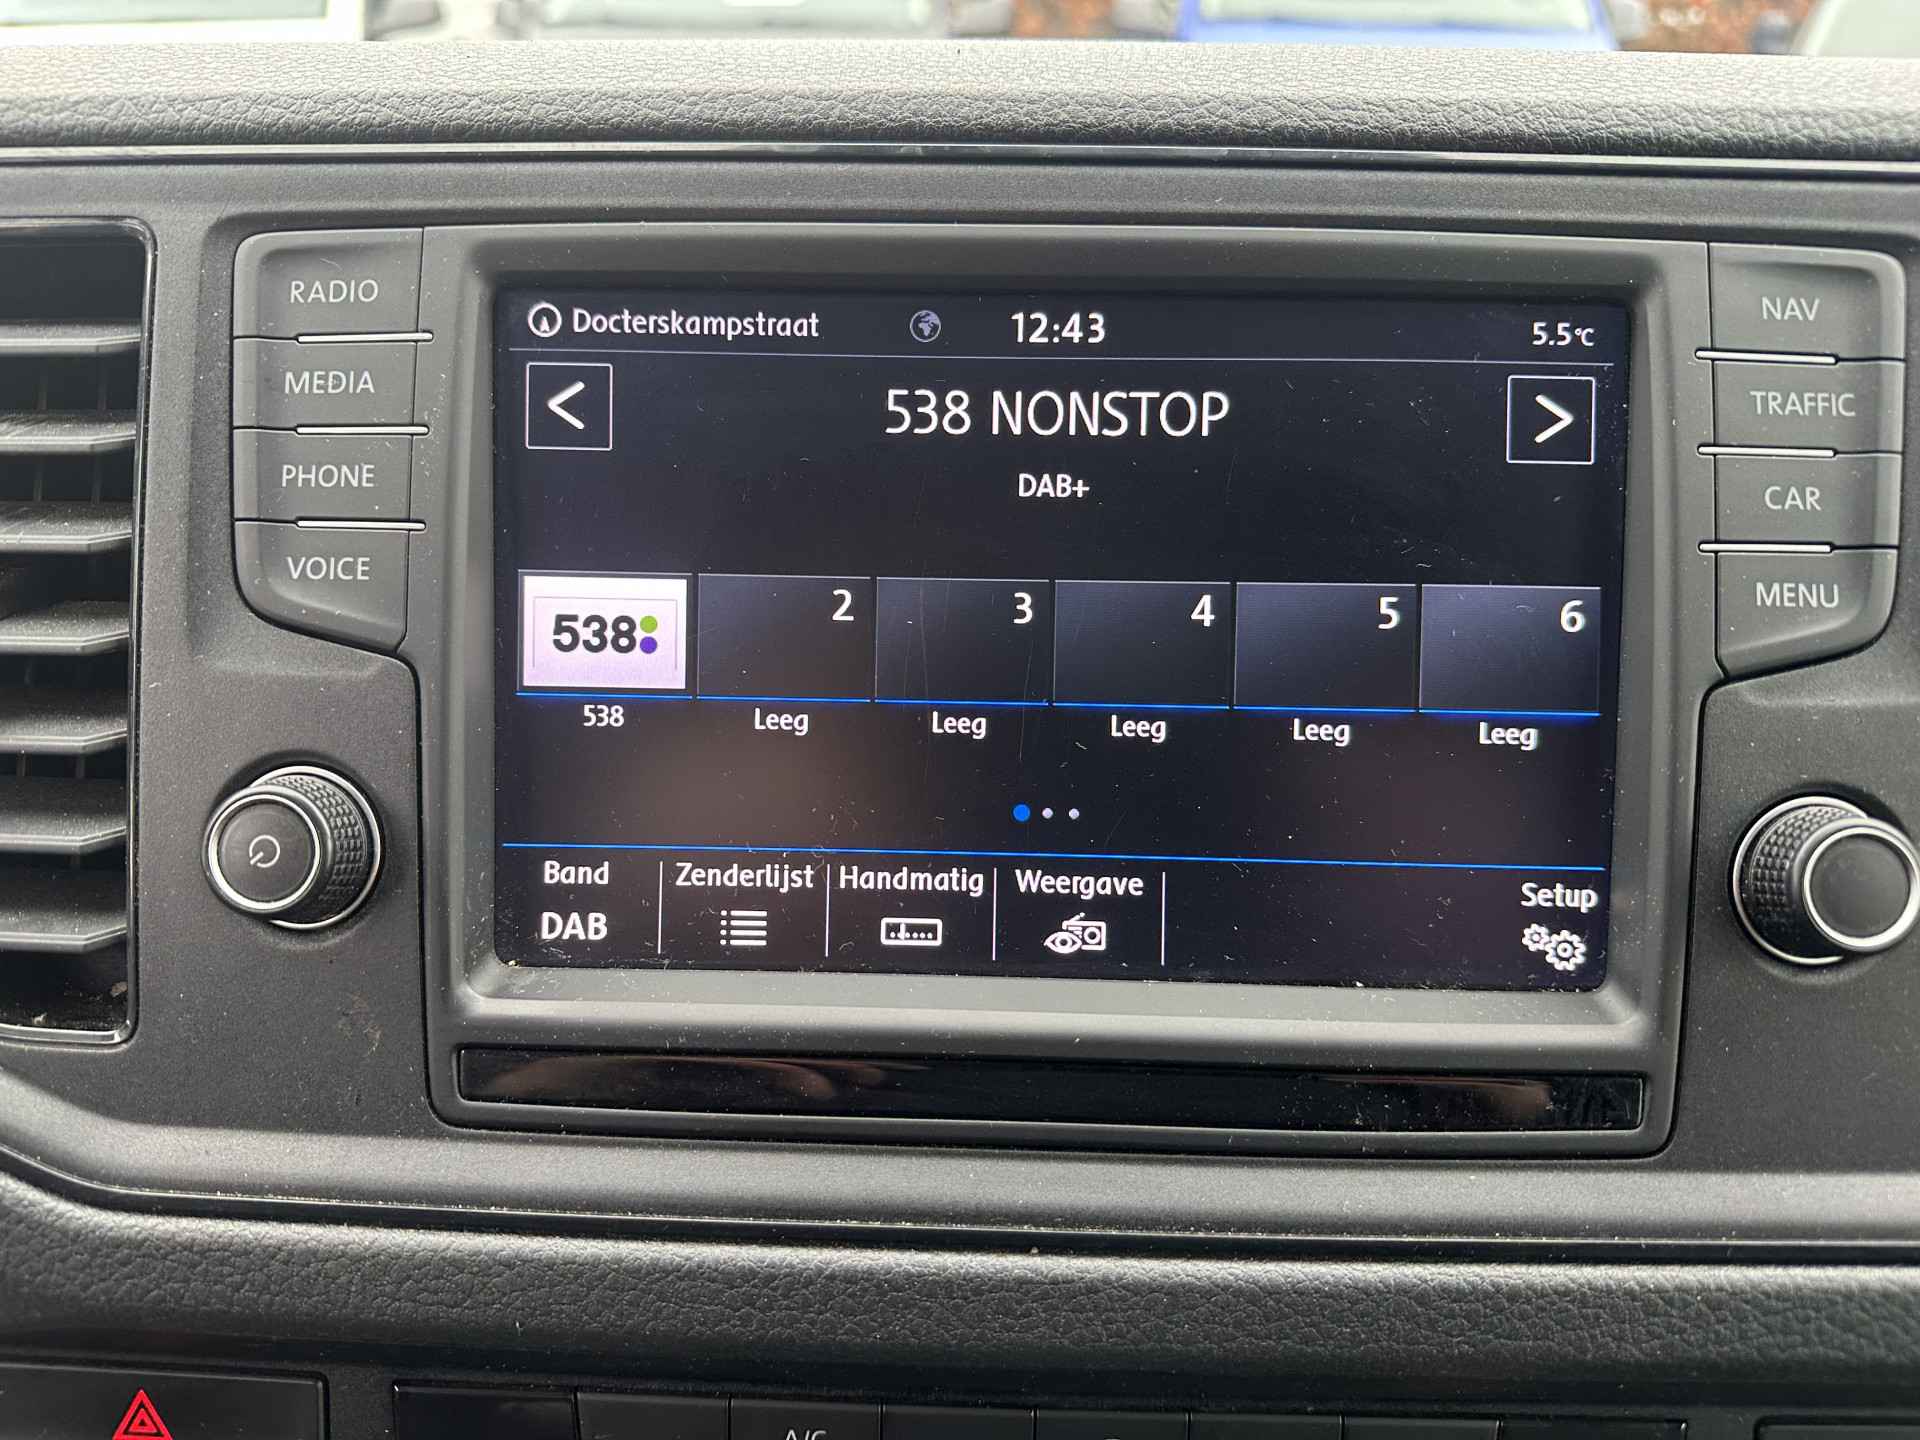 RADIO
MEDIA
PHONE
VOICE
Docterskampstraat 12:43 5.5°C
< 538 NONSTOP >
DAB+
538 2 3 4 5 6
538 Leeg Leeg Leeg Leeg Leeg
Band Zenderlijst Handmatig Weergave Setup
DAB
NAV
TRAFFIC
CAR
MENU
A/C